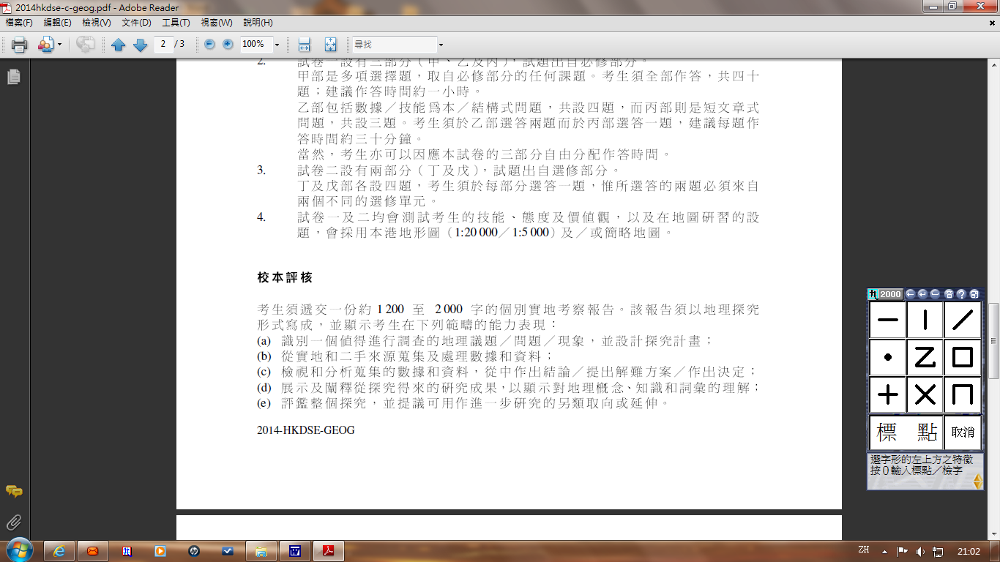 2014hkdse-c-geog.pdf - Adobe Reader
檔案(F) 編輯(E) 檢視(V) 文件(D) 工具(T) 視窗(W) 說明(H)
2 / 3 100% 尋找
2. 試卷一設有三部分（甲、乙及丙），試題出自必修部分。
甲部是多項選擇題，取自必修部分的任何課題。考生須全部作答，共四十
題；建議作答時間約一小時。
乙部包括數據／技能爲本／結構式問題，共設四題，而丙部則是短文章式
問題，共設三題。考生須於乙部選答兩題而於丙部選答一題，建議每題作
答時間約三十分鐘。
當然，考生亦可以因應本試卷的三部分自由分配作答時間。
3. 試卷二設有兩部分（丁及戊），試題出自選修部分。
丁及戊部各設四題，考生須於每部分選答一題，惟所選答的兩題必須來自
兩個不同的選修單元。
4. 試卷一及二均會測試考生的技能、態度及價值觀，以及在地圖研習的設
題，會採用本港地形圖（1:20 000／1:5 000）及／或簡略地圖。
校本評核
考生須遞交一份約 1 200 至 2 000 字的個別實地考察報告。該報告須以地理探究
形式寫成，並顯示考生在下列範疇的能力表現：
(a) 識別一個值得進行調查的地理議題／問題／現象，並設計探究計畫；
(b) 從實地和二手來源蒐集及處理數據和資料；
(c) 檢視和分析蒐集的數據和資料，從中作出結論／提出解難方案／作出決定；
(d) 展示及闡釋從探究得來的研究成果，以顯示對地理概念、知識和詞彙的理解；
(e) 評鑑整個探究，並提議可用作進一步研究的另類取向或延伸。
2014-HKDSE-GEOG
九 2000 音 ?
標 點 取消
選字形的左上方之特徵
按０輸入標點／檢字
ZH 21:02